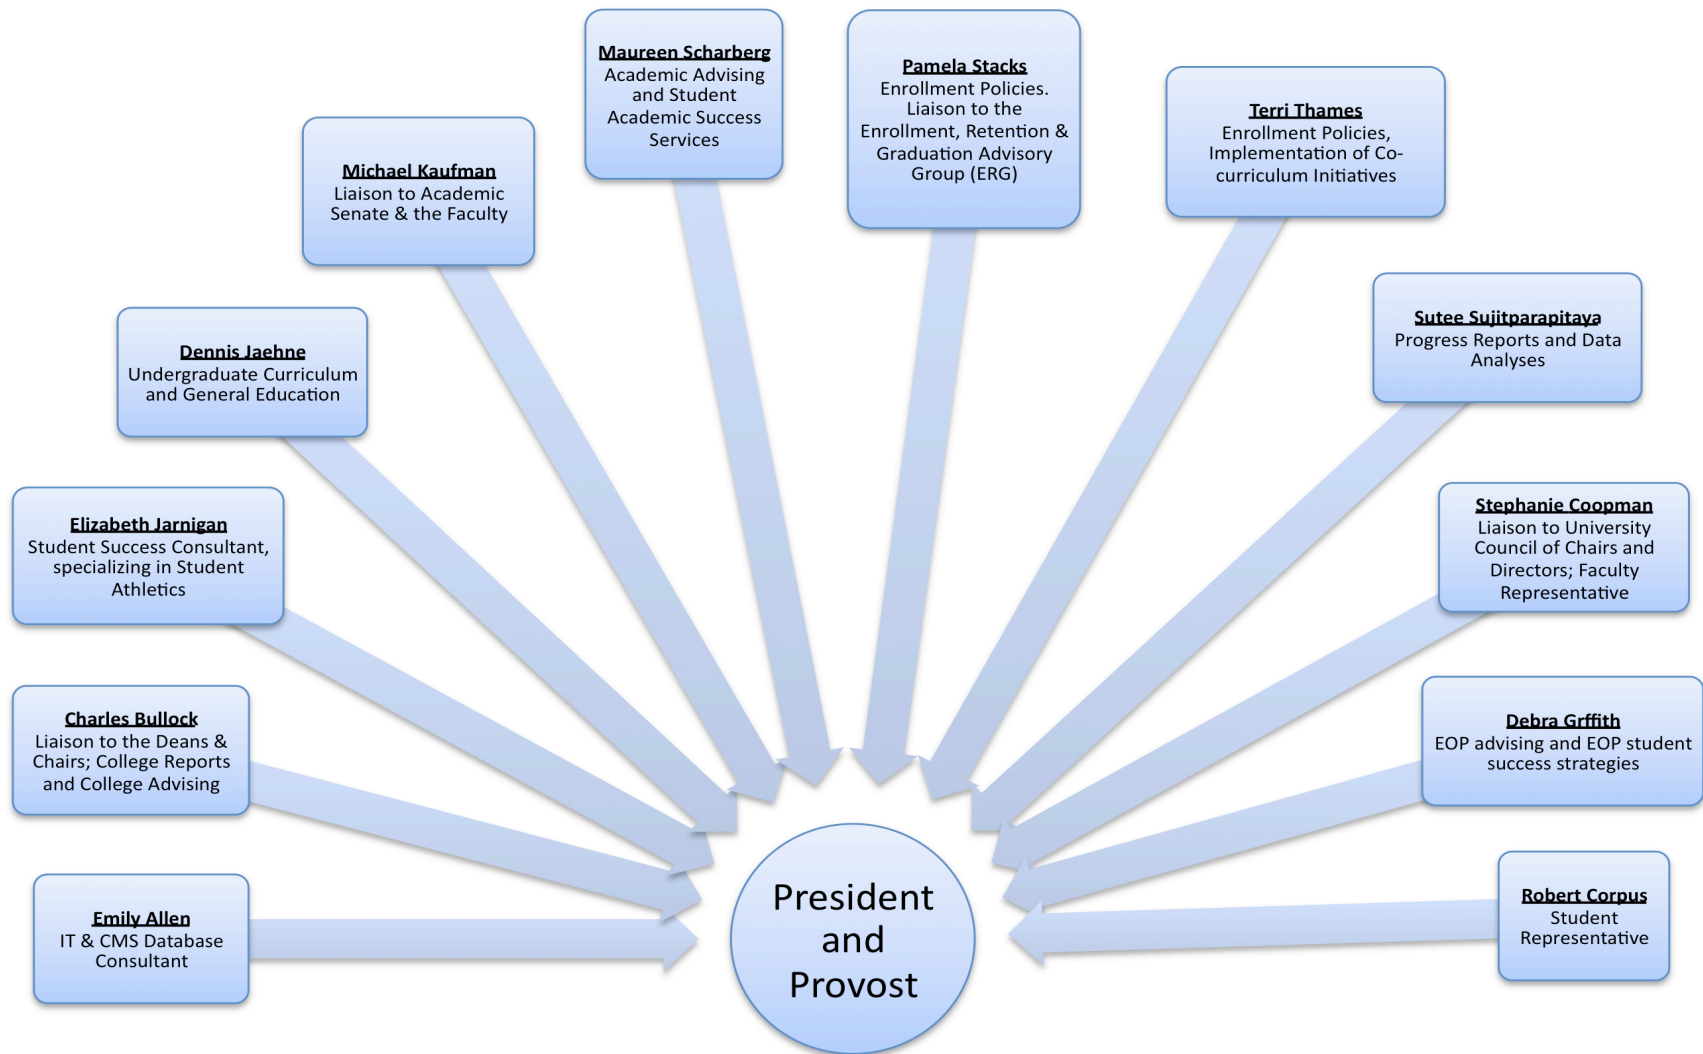 Maureen Scharberg
Academic Advising
and Student
Academic Success
Services
Pamela Stacks
Enrollment Policies.
Liaison to the
Enrollment, Retention &
Graduation Advisory
Group (ERG)
Terri Thames
Enrollment Policies,
Implementation of Co-
curriculum Initiatives
Michael Kaufman
Liaison to Academic
Senate & the Faculty
Sutee Sujitparapitaya
Progress Reports and Data
Analyses
Dennis Jaehne
Undergraduate Curriculum
and General Education
Stephanie Coopman
Liaison to University
Council of Chairs and
Directors; Faculty
Representative
Elizabeth Jarnigan
Student Success Consultant,
specializing in Student
Athletics
Debra Grffith
EOP advising and EOP student
success strategies
Charles Bullock
Liaison to the Deans &
Chairs; College Reports
and College Advising
Robert Corpus
Student
Representative
Emily Allen
IT & CMS Database
Consultant
President
and
Provost